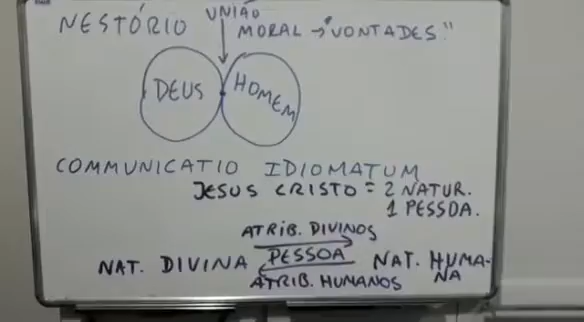 NESTÓRIO
UNIÃO
MORAL → "VONTADES"
DEUS
HOMEM
COMMUNICATIO IDIOMATUM
JESUS CRISTO = 2 NATUR.
1 PESSOA.
ATRIB. DIVINOS
NAT. DIVINA PESSOA NAT. HUMA-
NA
ATRIB. HUMANOS